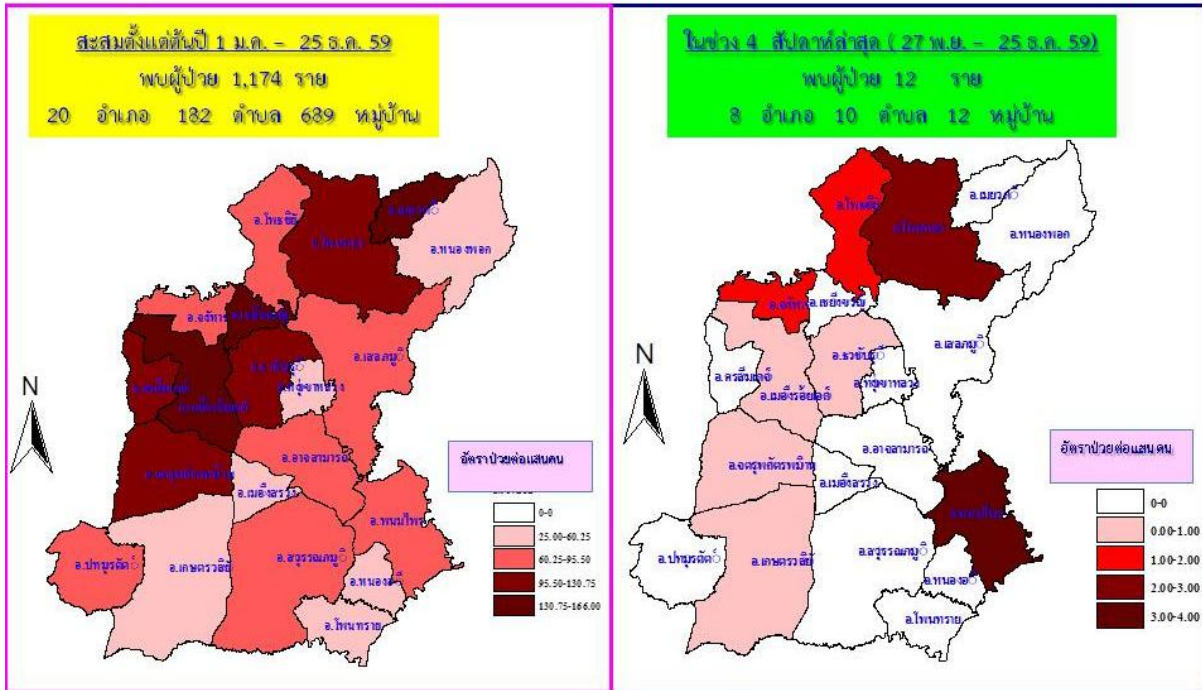 สะสมตั้งแต่ต้นปี 1 ม.ค. – 25 ธ.ค. 59
พบผู้ป่วย 1,174 ราย
20 อำเภอ 182 ตำบล 689 หมู่บ้าน
อ.โพธิ์ชัย
อ.หนองพอก
อ.จังหาร
อ.เสลภูมิ
อ.อาจสามารถ
อ.เมืองสรวง
อ.พนมไพร
อ.ปทุมรัตต์
อ.เกษตรวิสัย
อ.สุวรรณภูมิ
อ.โพนทราย
N
อัตราป่วยต่อแสนคน
0-0
25.00-60.25
60.25-95.50
95.50-130.75
130.75-166.00
ในช่วง 4 สัปดาห์ล่าสุด ( 27 พ.ย. – 25 ธ.ค. 59)
พบผู้ป่วย 12 ราย
8 อำเภอ 10 ตำบล 12 หมู่บ้าน
อ.โพธิ์ชัย
อ.เมยวดี
อ.หนองพอก
อ.เชียงขวัญ
อ.เสลภูมิ
อ.ธวัชบุรี
อ.ศรีสมเด็จ
อ.ทุ่งเขาหลวง
อ.เมืองร้อยเอ็ด
อ.อาจสามารถ
อ.จตุรพักตรพิมาน
อ.เมืองสรวง
อ.ปทุมรัตต์
อ.เกษตรวิสัย
อ.สุวรรณภูมิ
อ.หนองฮี
อ.โพนทราย
N
อัตราป่วยต่อแสนคน
0-0
0.00-1.00
1.00-2.00
2.00-3.00
3.00-4.00